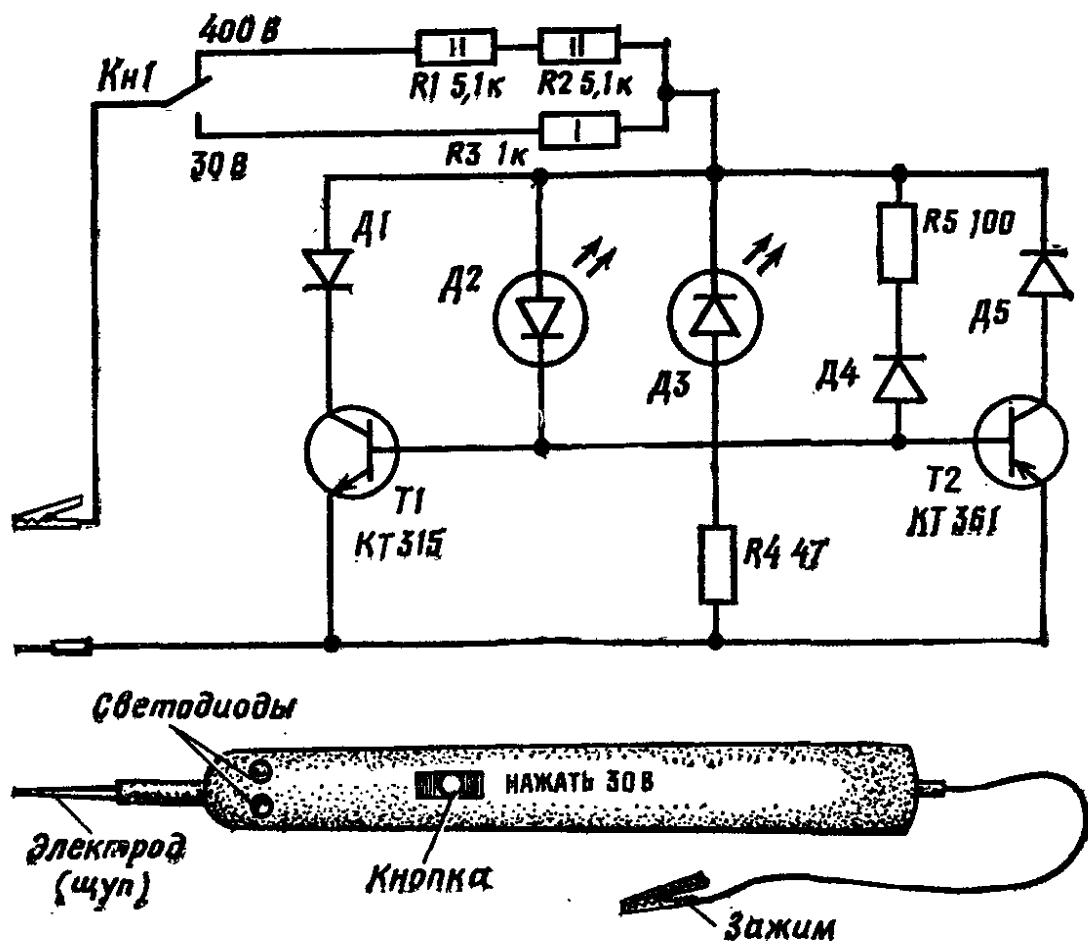 400 В
Кн1
R1 5,1к R2 5,1к
30 В
R3 1к
Д1
Д2
Д3
R5 100
Д4
Д5
Т1
КТ315
Т2
КТ361
R4 47
Светодиоды
НАЖАТЬ 30 В
Электрод
(щуп)
Кнопка
Зажим